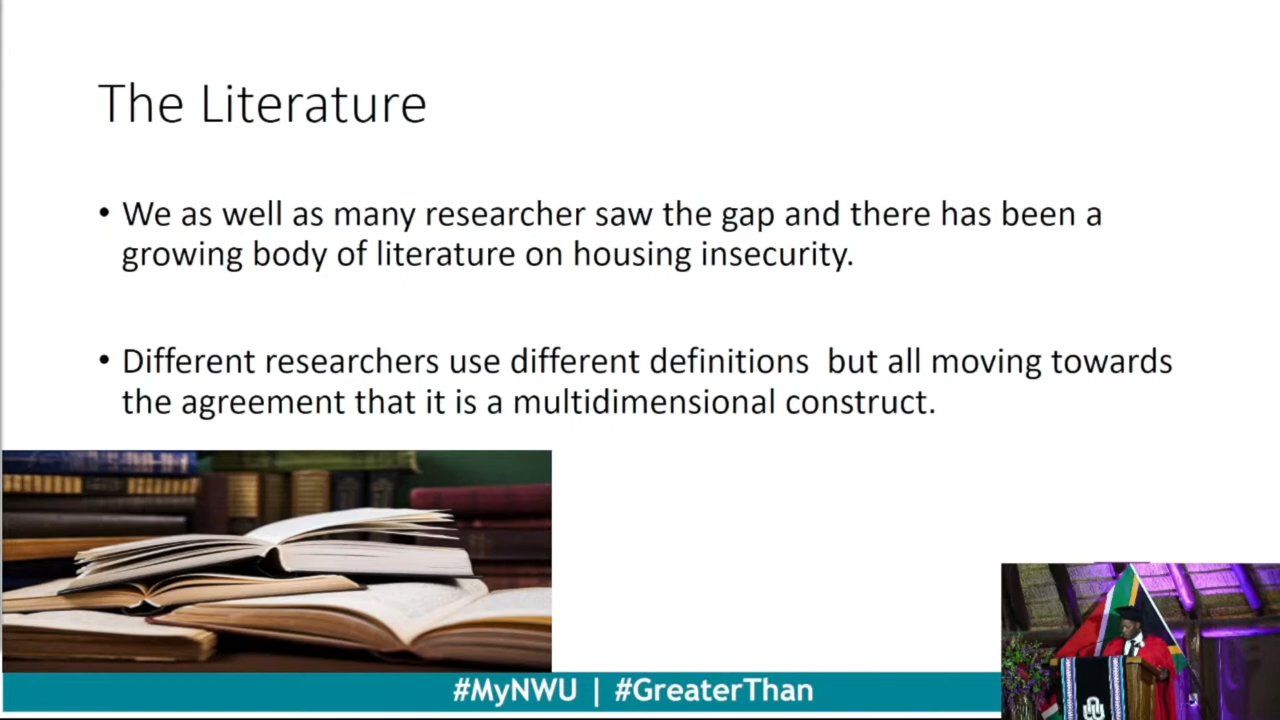 The Literature
• We as well as many researcher saw the gap and there has been a
growing body of literature on housing insecurity.
• Different researchers use different definitions  but all moving towards
the agreement that it is a multidimensional construct.
#MyNWU | #GreaterThan